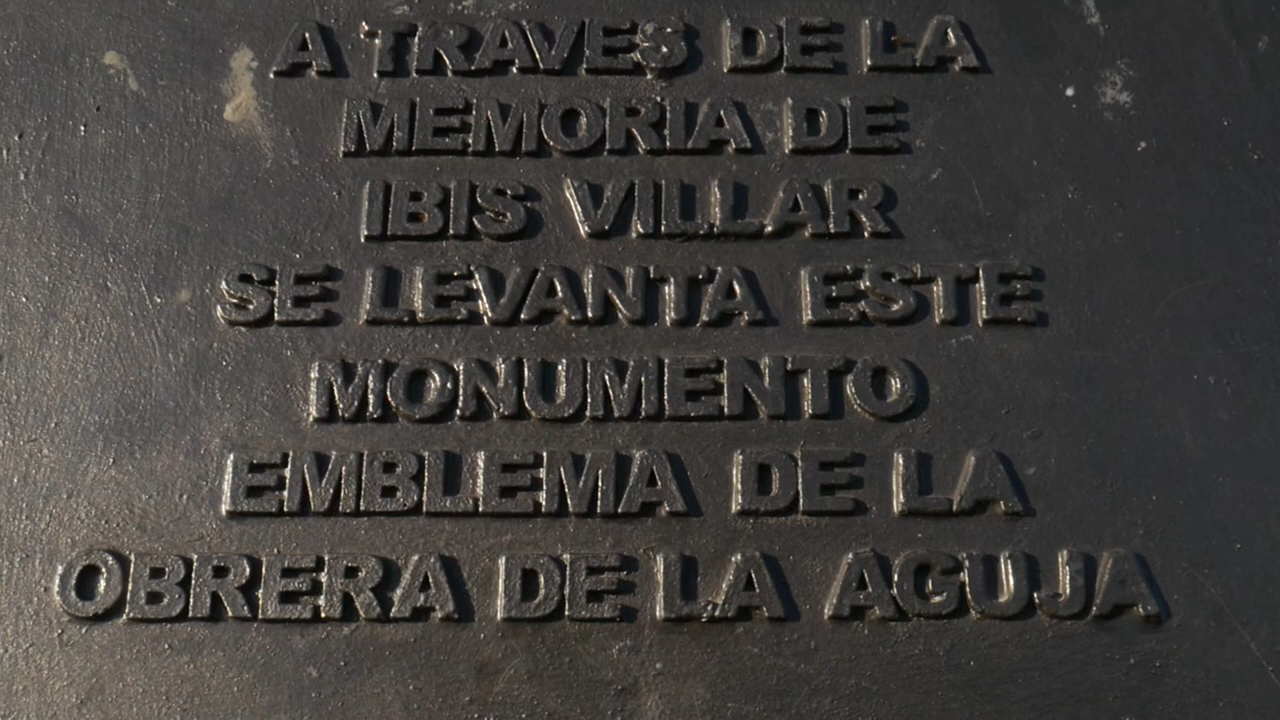 A TRAVES DE LA
MEMORIA DE
IBIS VILLAR
SE LEVANTA ESTE
MONUMENTO
EMBLEMA DE LA
OBRERA DE LA AGUJA